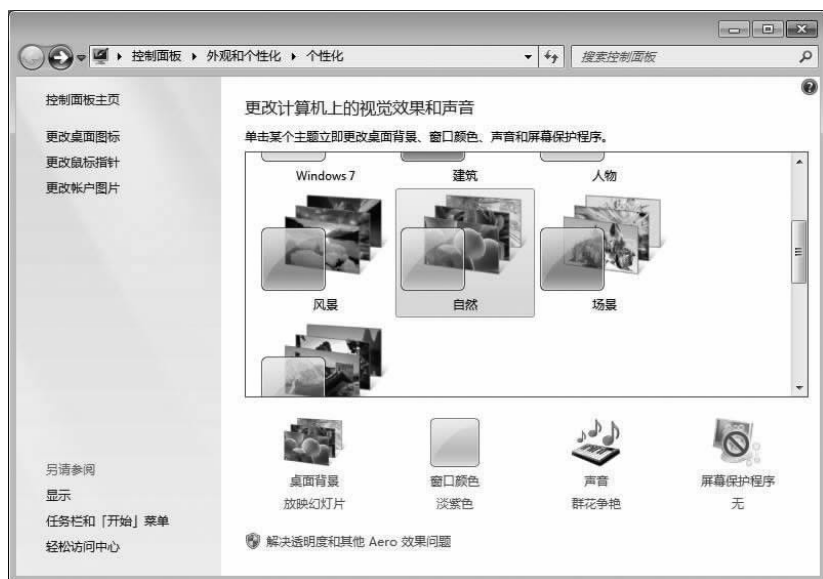 控制面板 ▸ 外观和个性化 ▸ 个性化
搜索控制面板
控制面板主页
更改桌面图标
更改鼠标指针
更改帐户图片
更改计算机上的视觉效果和声音
单击某个主题立即更改桌面背景、窗口颜色、声音和屏幕保护程序。
Windows 7
建筑
人物
风景
自然
场景
桌面背景
放映幻灯片
窗口颜色
淡紫色
声音
群花争艳
屏幕保护程序
无
另请参阅
显示
任务栏和「开始」菜单
轻松访问中心
解决透明度和其他 Aero 效果问题